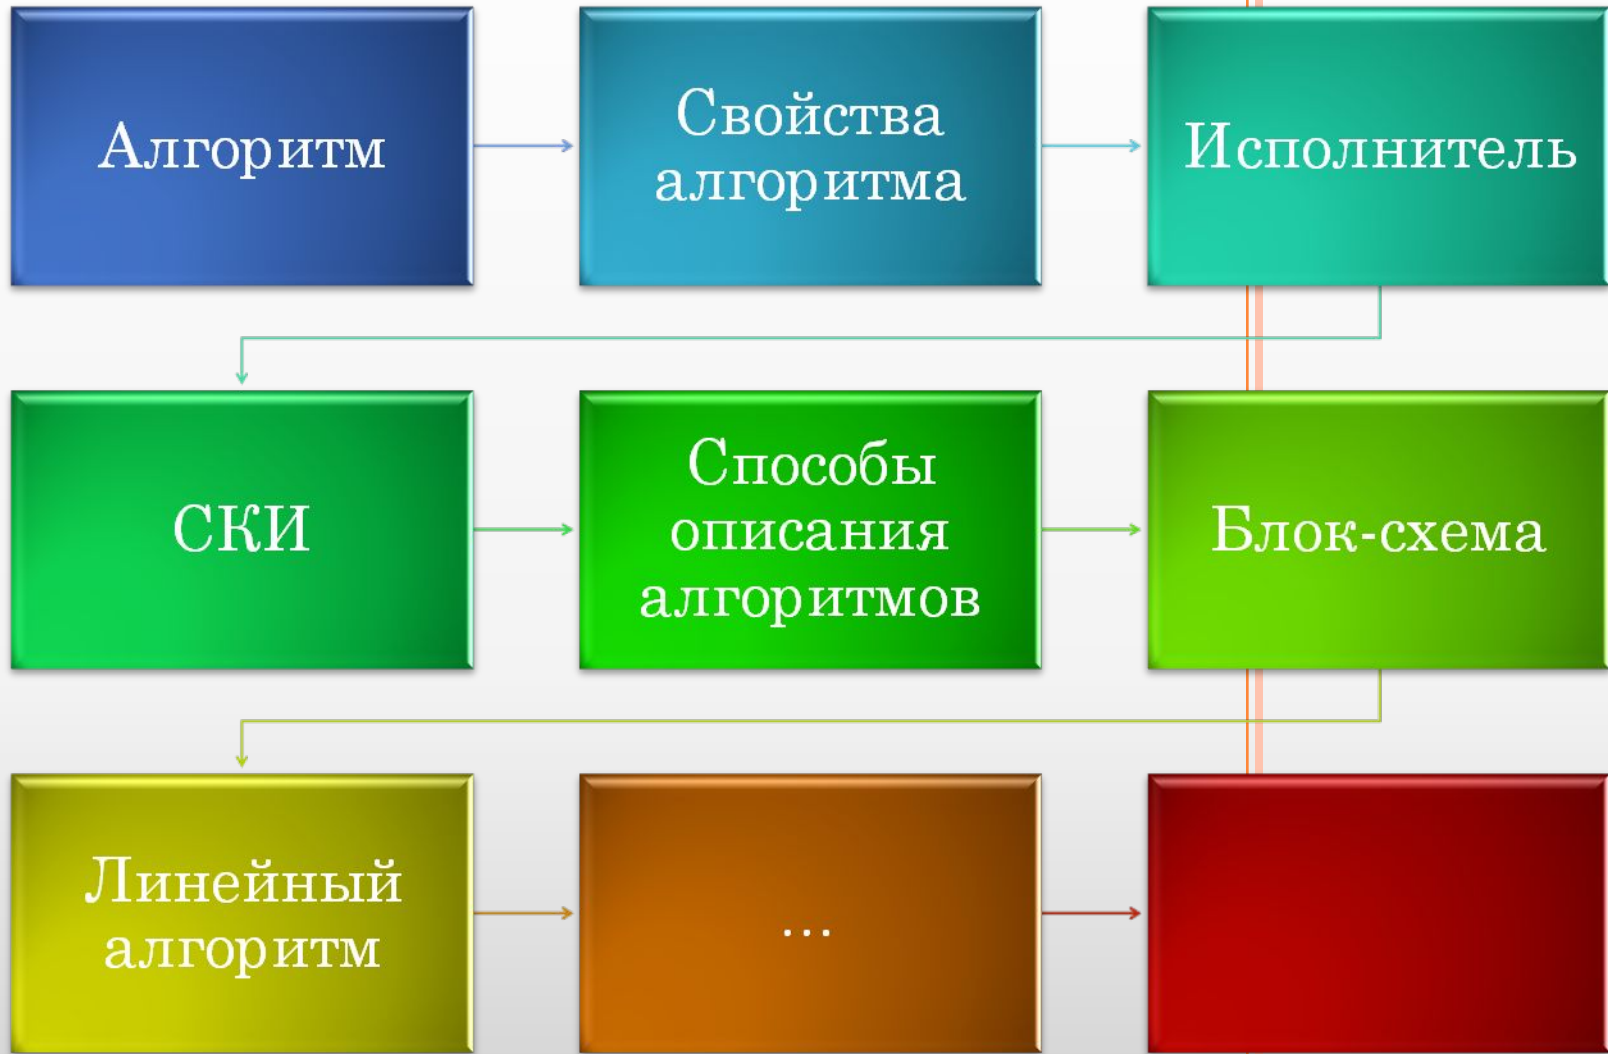 Алгоритм
Свойства
алгоритма
Исполнитель
СКИ
Способы
описания
алгоритмов
Блок-схема
Линейный
алгоритм
...